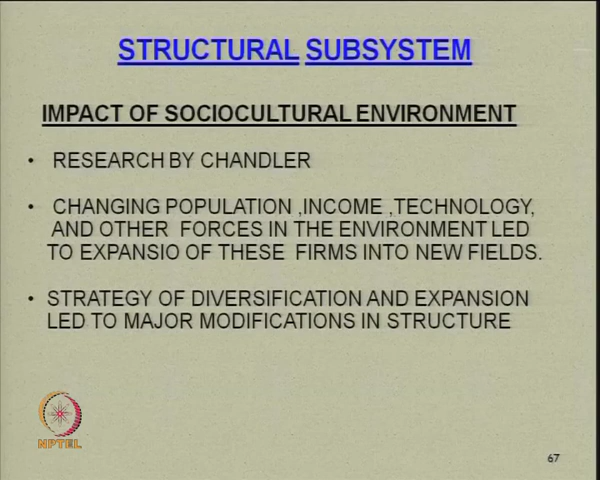 STRUCTURAL SUBSYSTEM
IMPACT OF SOCIOCULTURAL ENVIRONMENT
• RESEARCH BY CHANDLER
• CHANGING POPULATION ,INCOME ,TECHNOLOGY,
AND OTHER FORCES IN THE ENVIRONMENT LED
TO EXPANSIO OF THESE FIRMS INTO NEW FIELDS.
• STRATEGY OF DIVERSIFICATION AND EXPANSION
LED TO MAJOR MODIFICATIONS IN STRUCTURE
NPTEL
67